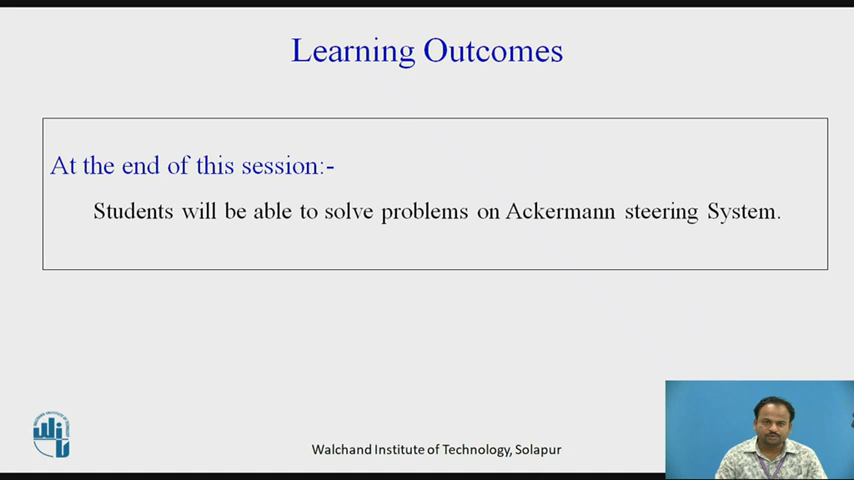 Learning Outcomes
At the end of this session:-
Students will be able to solve problems on Ackermann steering System.
Walchand Institute of Technology, Solapur